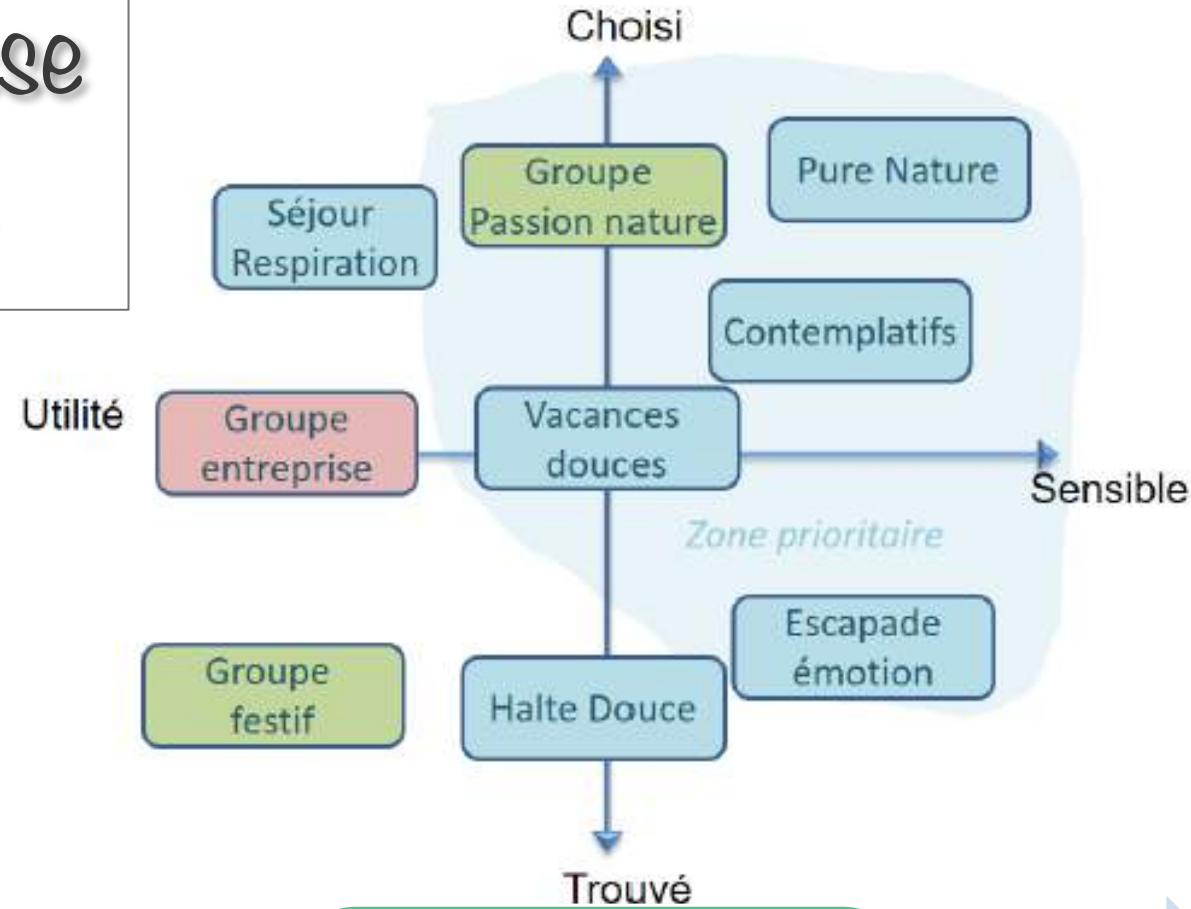 Choisi
Groupe
Passion nature
Pure Nature
Séjour
Respiration
Contemplatifs
Utilité
Groupe
entreprise
Vacances
douces
Sensible
Zone prioritaire
Escapade
émotion
Groupe
festif
Halte Douce
Trouvé